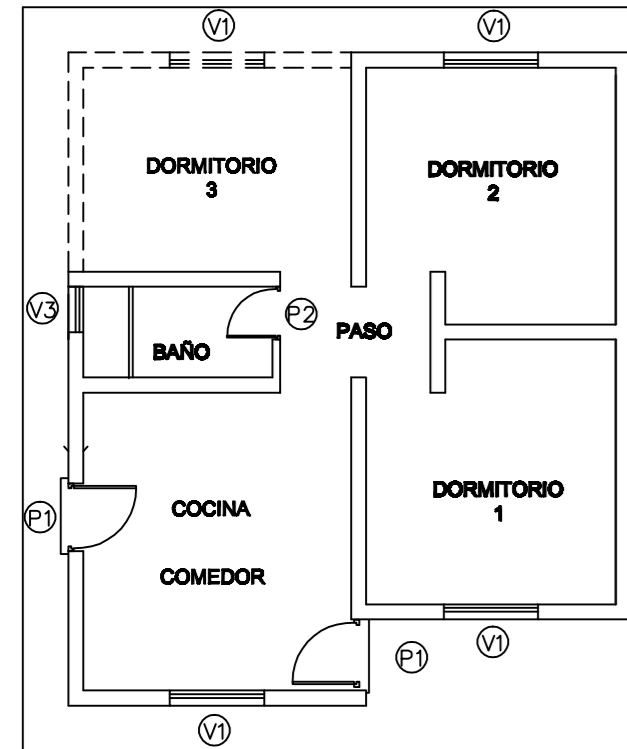 V1
V1
DORMITORIO
3
DORMITORIO
2
V3
P2
PASO
BAÑO
P1
COCINA
COMEDOR
DORMITORIO
1
P1
V1
V1